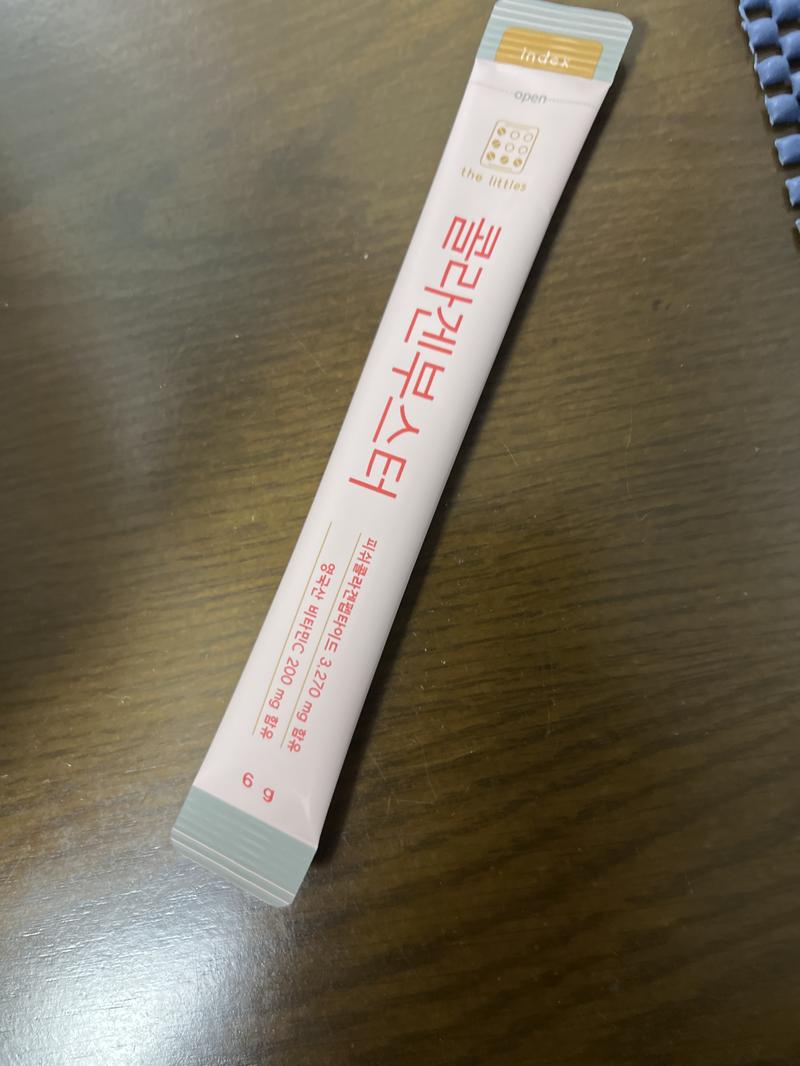 index
open
the littles
콜라겐부스터
피쉬콜라겐펩타이드 3,270 mg 함유
영국산 비타민C 200 mg 함유
6 g